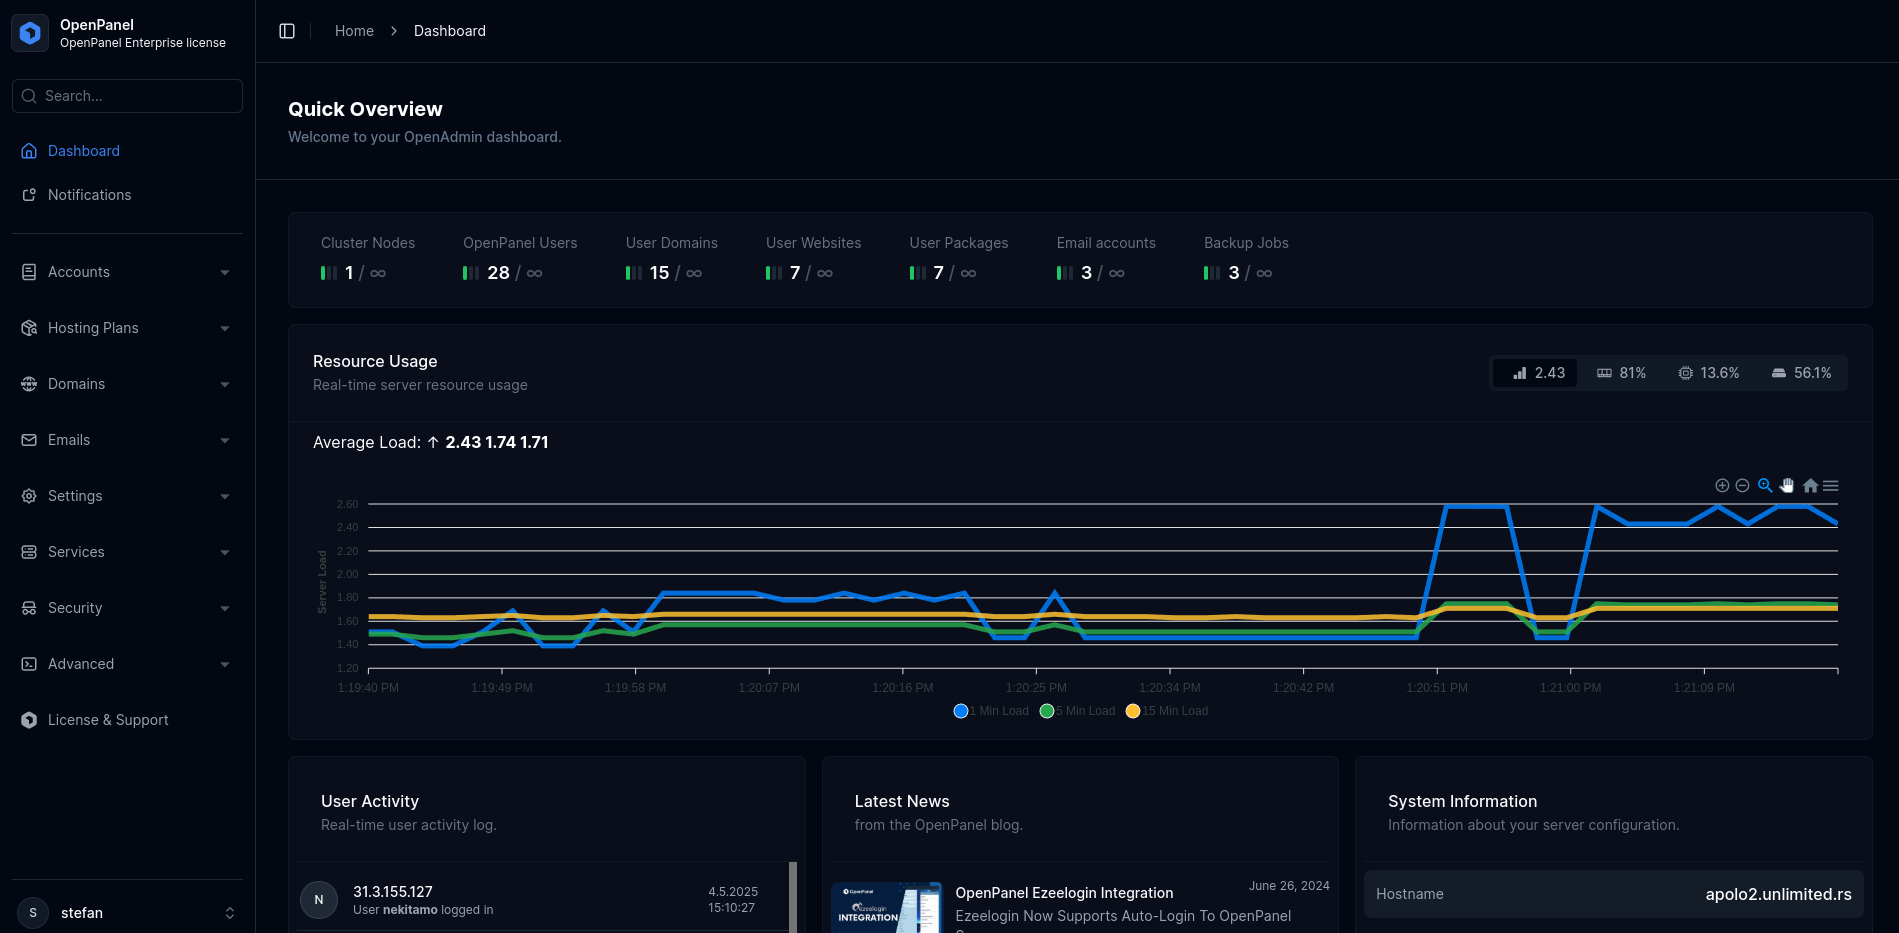 OpenPanel
OpenPanel Enterprise license
Search...
Dashboard
Notifications
Accounts
Hosting Plans
Domains
Emails
Settings
Services
Security
Advanced
License & Support
S stefan
Home > Dashboard
Quick Overview
Welcome to your OpenAdmin dashboard.
Cluster Nodes OpenPanel Users User Domains User Websites User Packages Email accounts Backup Jobs
1 / ∞ 28 / ∞ 15 / ∞ 7 / ∞ 7 / ∞ 3 / ∞ 3 / ∞
Resource Usage
Real-time server resource usage
2.43 81% 13.6% 56.1%
Average Load: ↑ 2.43 1.74 1.71
Server Load
2.60
2.40
2.20
2.00
1.80
1.60
1.40
1.20
1:19:40 PM 1:19:49 PM 1:19:58 PM 1:20:07 PM 1:20:16 PM 1:20:25 PM 1:20:34 PM 1:20:42 PM 1:20:51 PM 1:21:00 PM 1:21:09 PM
1 Min Load 5 Min Load 15 Min Load
User Activity
Real-time user activity log.
N
31.3.155.127
User nekitamo logged in
4.5.2025
15:10:27
Latest News
from the OpenPanel blog.
OpenPanel
ezeelogin
INTEGRATION
OpenPanel Ezeelogin Integration
June 26, 2024
Ezeelogin Now Supports Auto-Login To OpenPanel
System Information
Information about your server configuration.
Hostname apolo2.unlimited.rs